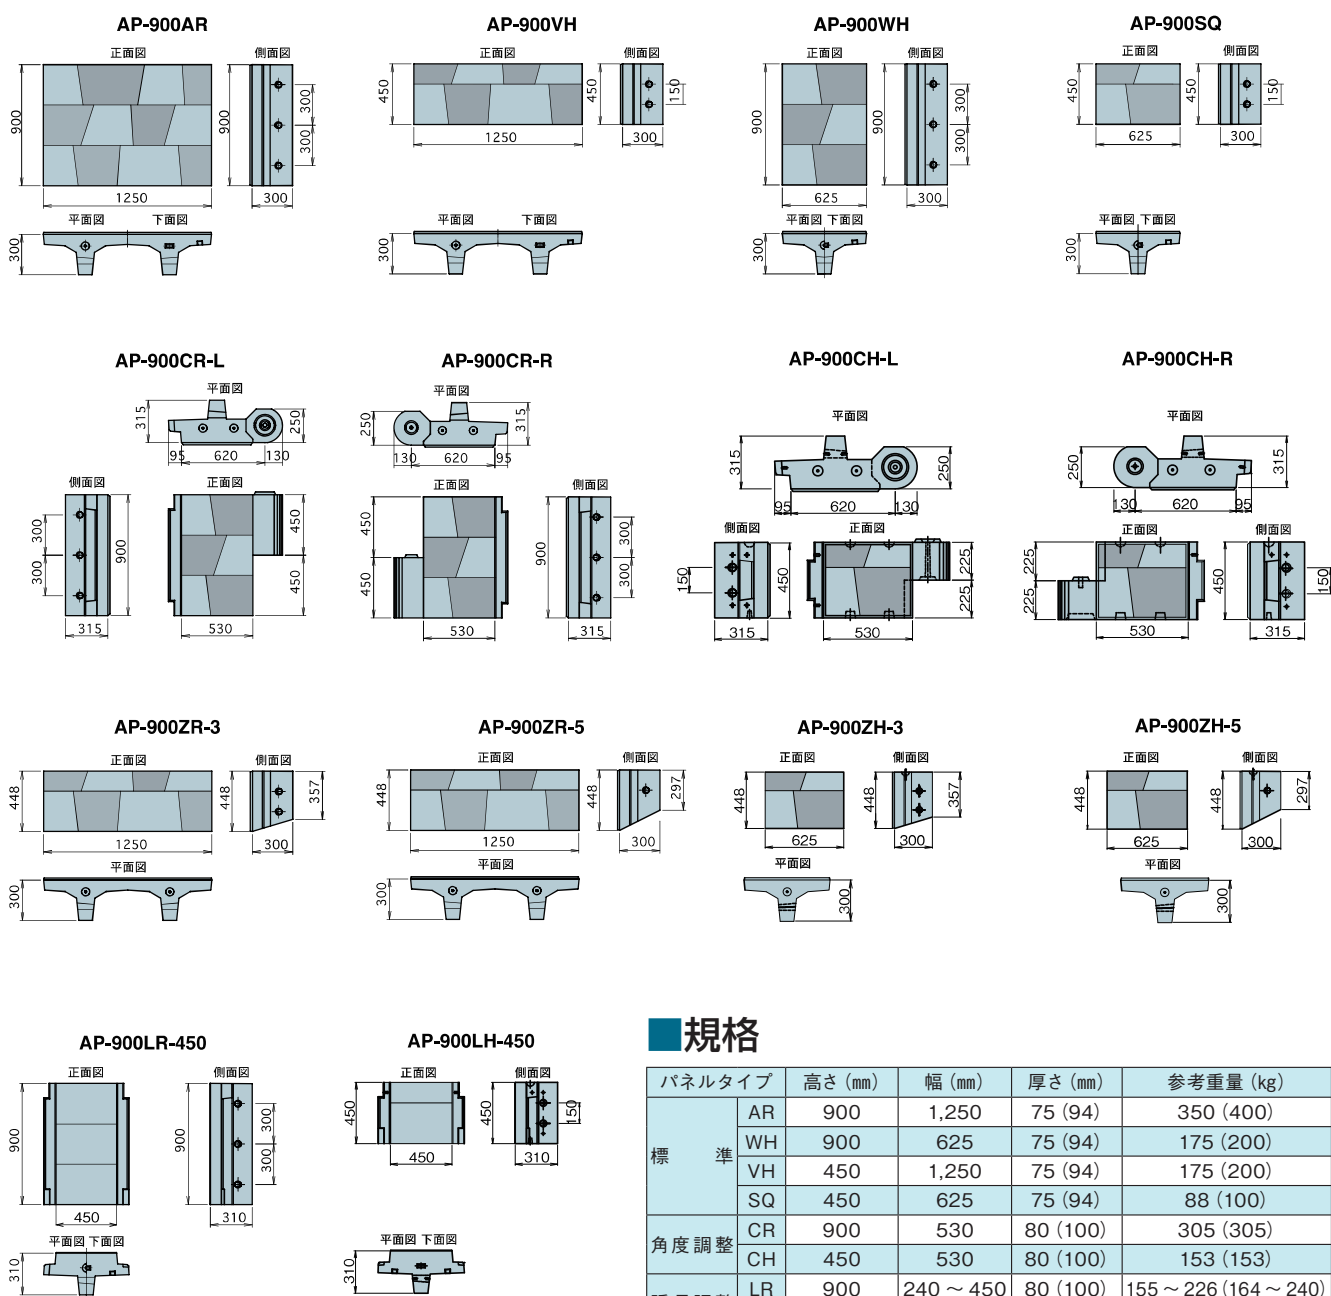 AP-900AR
正面図
側面図
900
1250
900
300
300
300
平面図
下面図
300
AP-900VH
正面図
側面図
450
1250
450
150
300
平面図
下面図
300
AP-900WH
正面図
側面図
900
625
900
300
300
300
平面図 下面図
300
AP-900SQ
正面図
側面図
450
625
450
150
300
平面図 下面図
300
AP-900CR-L
平面図
315
250
95
620
130
側面図
正面図
300
300
900
315
450
450
530
AP-900CR-R
平面図
250
315
130
620
95
正面図
側面図
450
450
530
900
300
300
315
AP-900CH-L
平面図
315
250
95
620
130
側面図
正面図
150
450
315
225
225
530
AP-900CH-R
平面図
250
315
130
620
95
正面図
側面図
225
225
530
450
150
315
AP-900ZR-3
正面図
側面図
448
1250
448
357
300
平面図
300
AP-900ZR-5
正面図
側面図
448
1250
448
297
300
平面図
300
AP-900ZH-3
正面図
側面図
448
625
448
357
300
平面図
300
AP-900ZH-5
正面図
側面図
448
625
448
297
300
平面図
300
AP-900LR-450
正面図
側面図
900
450
900
300
300
310
平面図 下面図
310
AP-900LH-450
正面図
側面図
450
450
450
150
310
平面図 下面図
310
■規格
パネルタイプ 高さ(㎜) 幅(㎜) 厚さ(㎜) 参考重量(㎏)
標準 AR 900 1,250 75(94) 350(400)
WH 900 625 75(94) 175(200)
VH 450 1,250 75(94) 175(200)
SQ 450 625 75(94) 88(100)
角度調整 CR 900 530 80(100) 305(305)
CH 450 530 80(100) 153(153)
LR 900 240～450 80(100) 155～226(164～240)